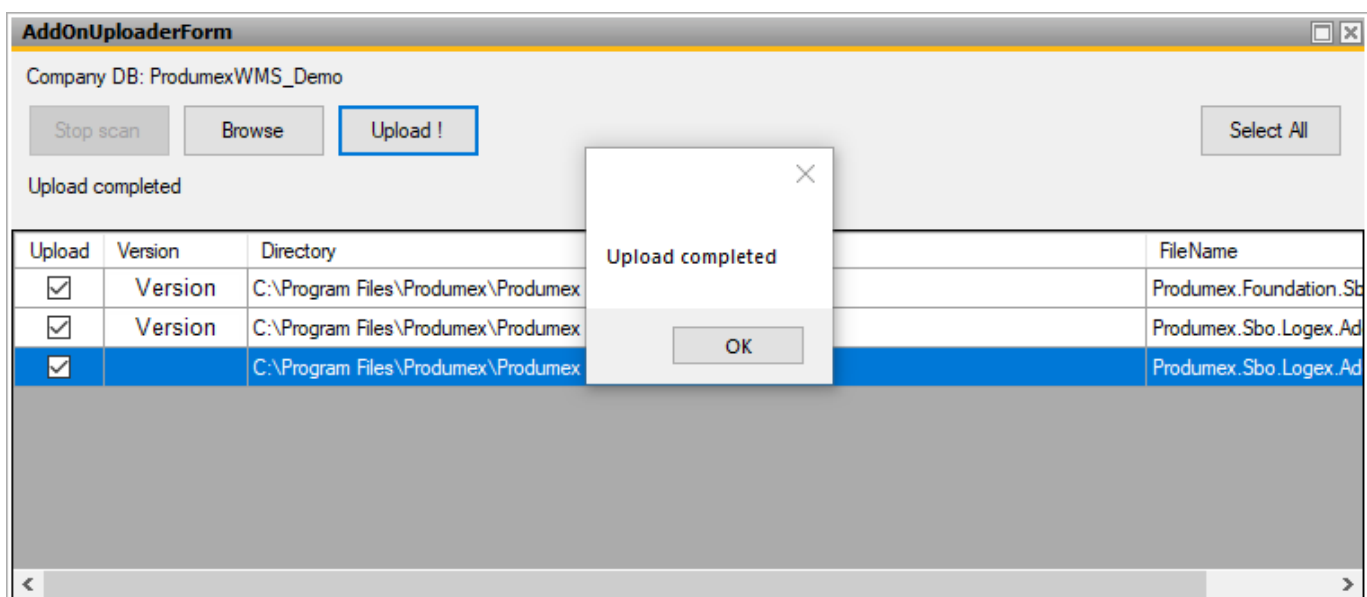 AddOnUploaderForm
Company DB: ProdumexWMS_Demo
Stop scan Browse Upload ! Select All
Upload completed
Upload Version Directory FileName
Version C:\Program Files\Produmex\Produmex Produmex.Foundation.Sb
Version C:\Program Files\Produmex\Produmex Produmex.Sbo.Logex.Ad
C:\Program Files\Produmex\Produmex Produmex.Sbo.Logex.Ad
Upload completed
OK